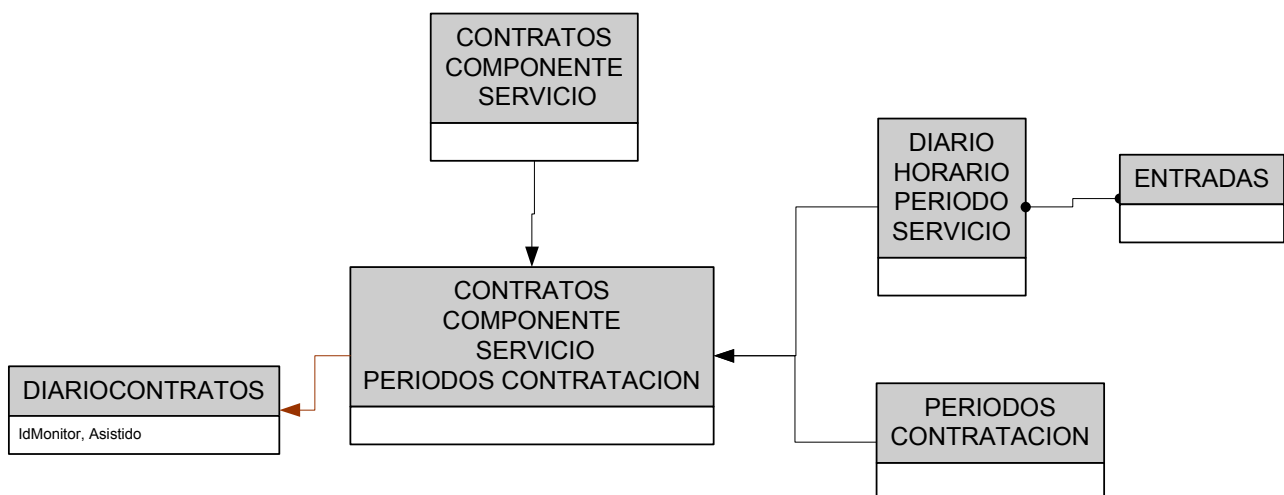 CONTRATOS
COMPONENTE
SERVICIO
DIARIO
HORARIO
PERIODO
SERVICIO
ENTRADAS
CONTRATOS
COMPONENTE
SERVICIO
PERIODOS CONTRATACION
DIARIOCONTRATOS
IdMonitor, Asistido
PERIODOS
CONTRATACION